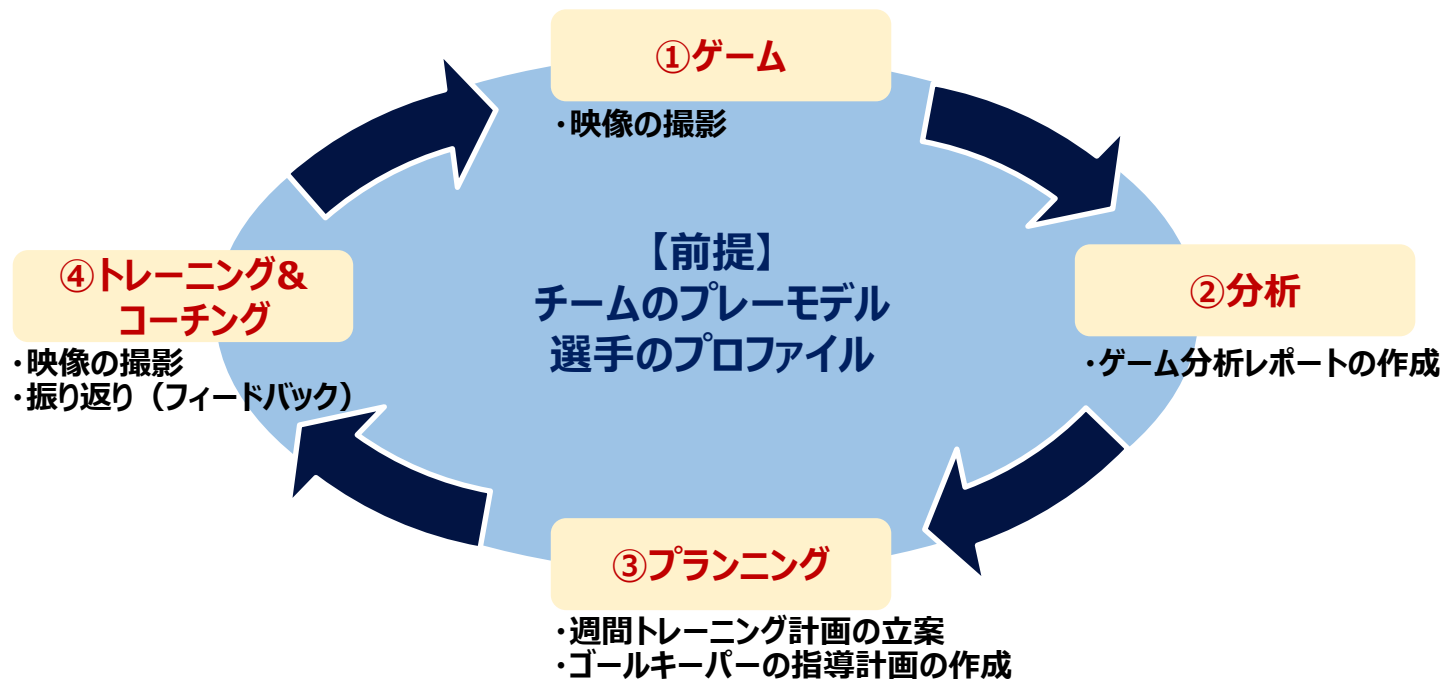 ①ゲーム
・映像の撮影
【前提】
チームのプレーモデル
選手のプロファイル
②分析
・ゲーム分析レポートの作成
③プランニング
・週間トレーニング計画の立案
・ゴールキーパーの指導計画の作成
④トレーニング&
コーチング
・映像の撮影
・振り返り（フィードバック）